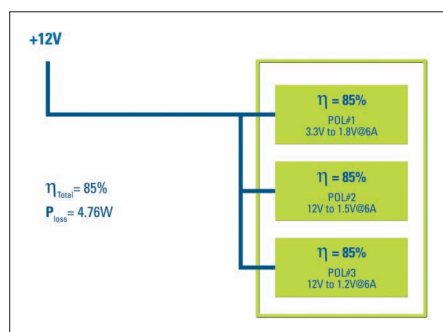 +12V
η = 85%
POL#1
3.3V to 1.8V@6A
η = 85%
POL#2
12V to 1.5V@6A
η = 85%
POL#3
12V to 1.2V@6A
ηTotal= 85%
Ploss= 4.76W